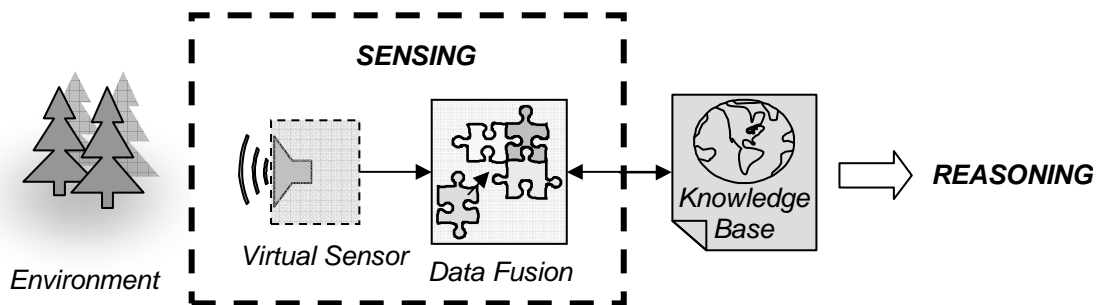 SENSING
Environment
Virtual Sensor
Data Fusion
Knowledge
Base
REASONING